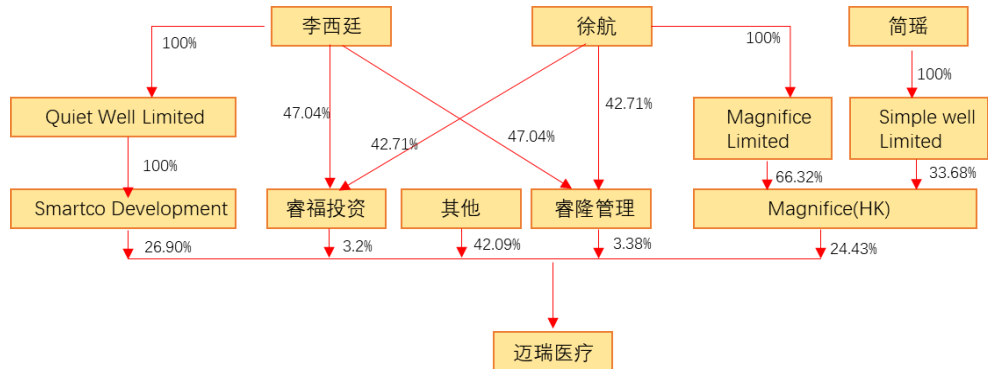 李西廷
徐航
简瑶
100%
100%
100%
Quiet Well Limited
47.04%
42.71%
42.71%
47.04%
Magnifice
Limited
Simple well
Limited
100%
66.32%
33.68%
Smartco Development
睿福投资
其他
睿隆管理
Magnifice(HK)
26.90%
3.2%
42.09%
3.38%
24.43%
迈瑞医疗